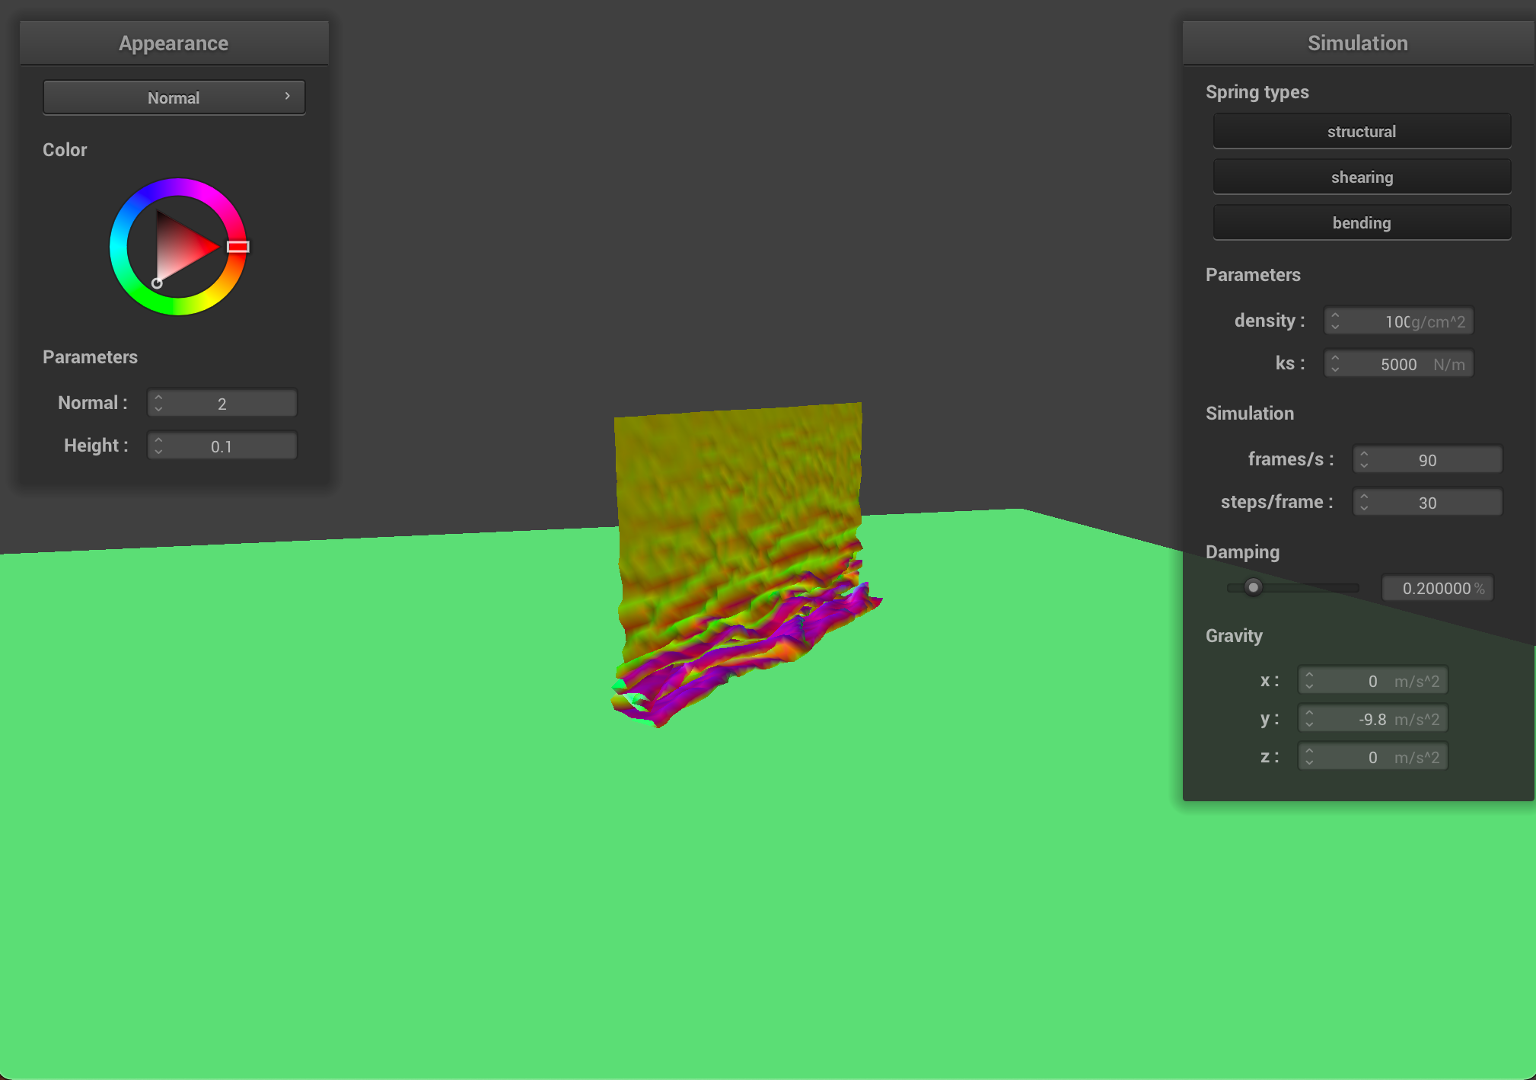 Appearance
Normal
Color
Parameters
Normal : 2
Height : 0.1
Simulation
Spring types
structural
shearing
bending
Parameters
density : 100 g/cm^2
ks : 5000 N/m
Simulation
frames/s : 90
steps/frame : 30
Damping
0.200000 %
Gravity
x : 0 m/s^2
y : -9.8 m/s^2
z : 0 m/s^2